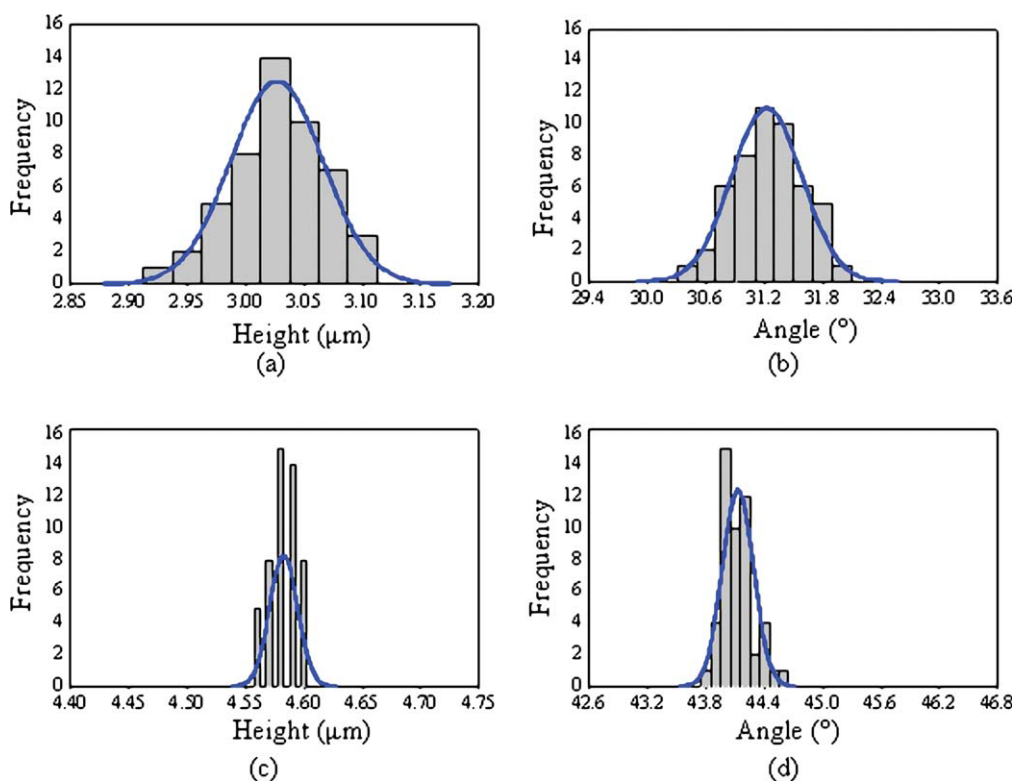 16
14
12
10
8
6
4
2
0
Frequency
2.85 2.90 2.95 3.00 3.05 3.10 3.15 3.20
Height (μm)
(a)
16
14
12
10
8
6
4
2
0
Frequency
29.4 30.0 30.6 31.2 31.8 32.4 33.0 33.6
Angle (°)
(b)
16
14
12
10
8
6
4
2
0
Frequency
4.40 4.45 4.50 4.55 4.60 4.65 4.70 4.75
Height (μm)
(c)
16
14
12
10
8
6
4
2
0
Frequency
42.6 43.2 43.8 44.4 45.0 45.6 46.2 46.8
Angle (°)
(d)